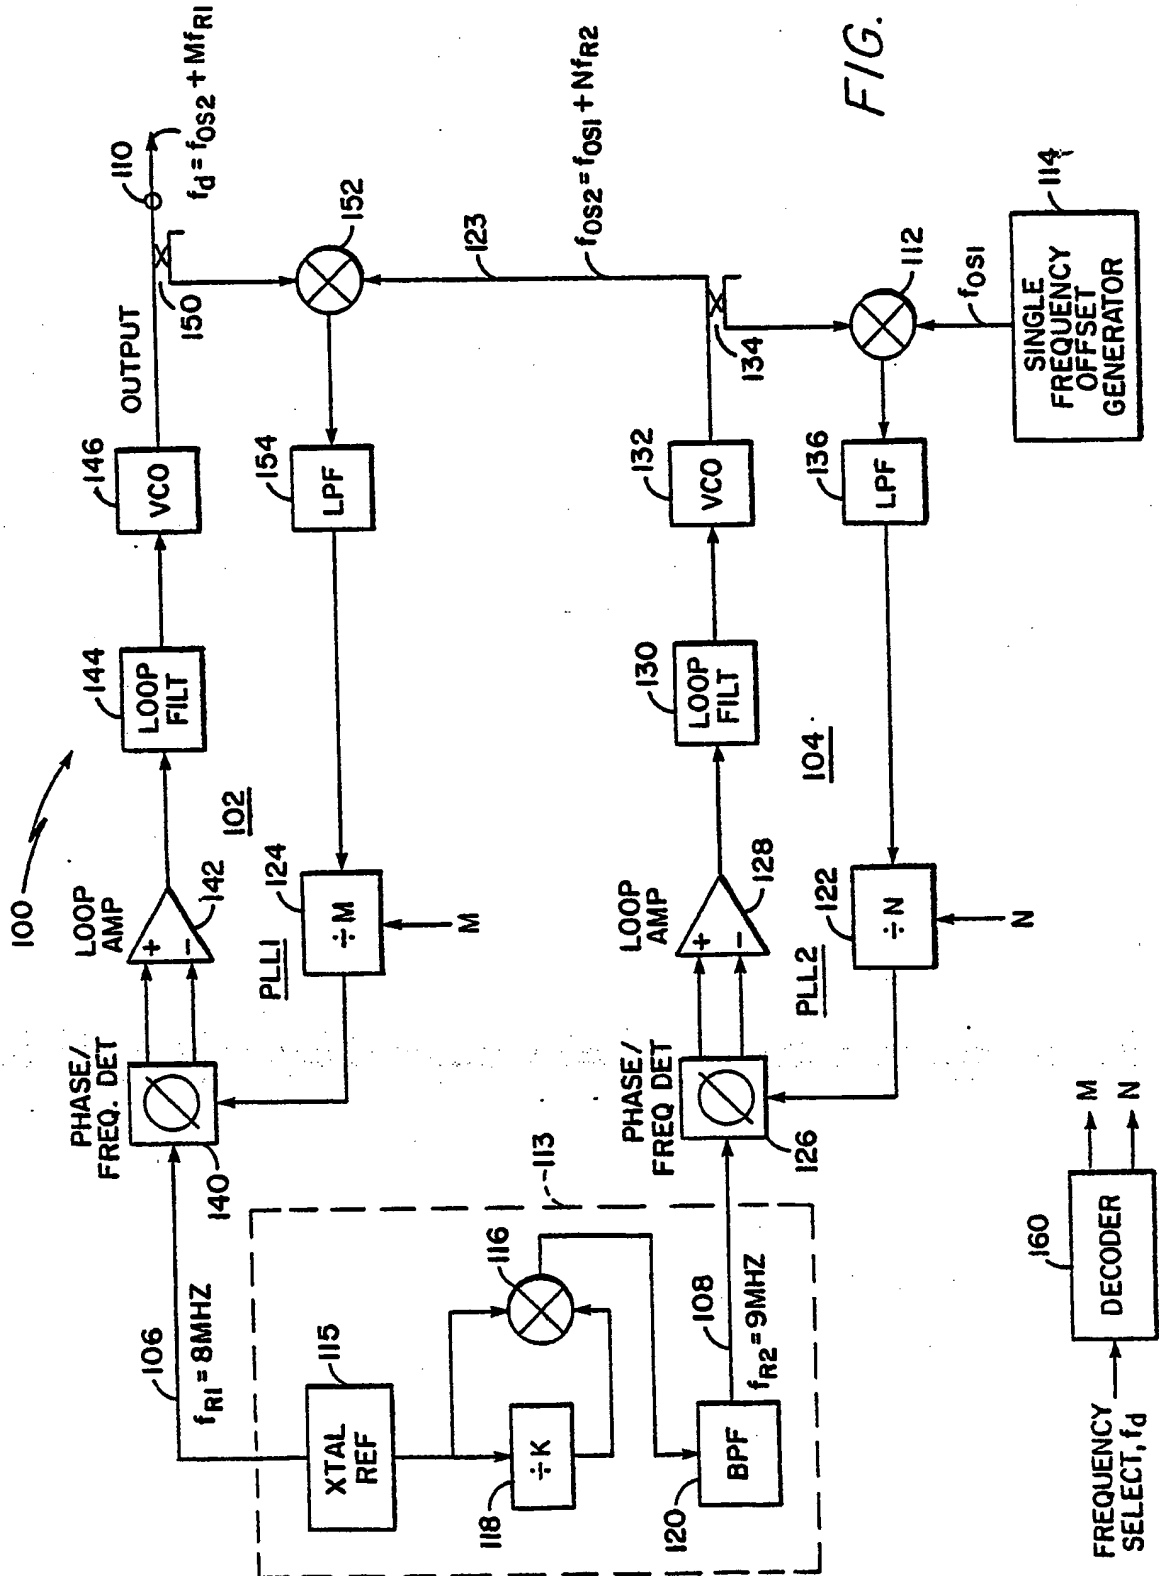 100
106
f_R1 = 8MHZ
140
PHASE/
FREQ. DET
LOOP
AMP
+
−
142
102
PLL1
144
LOOP
FILT
146
VCO
OUTPUT
150
110
f_d = f_OS2 + Mf_R1
124
÷M
M
154
LPF
152
123
f_OS2 = f_OS1 + Nf_R2
113
115
XTAL
REF
116
118
÷K
120
BPF
108
f_R2 = 9MHZ
126
PHASE/
FREQ DET
LOOP
AMP
+
−
128
104
PLL2
130
LOOP
FILT
132
VCO
134
122
÷N
N
136
LPF
112
f_OS1
114
SINGLE
FREQUENCY
OFFSET
GENERATOR
FREQUENCY
SELECT, f_d
160
DECODER
M
N
FIG.